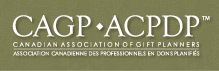 CAGP • ACPDP™
CANADIAN ASSOCIATION OF GIFT PLANNERS
ASSOCIATION CANADIENNE DES PROFESSIONNELS EN DONS PLANIFIÉS